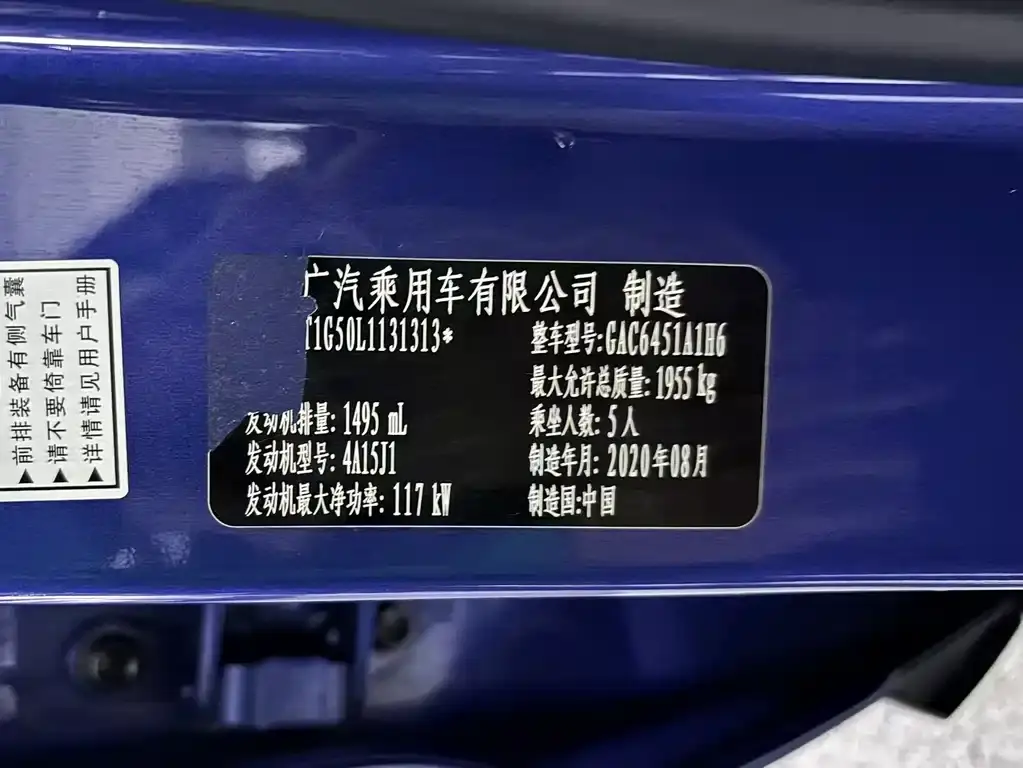 前排装备有侧气囊
请不要倚靠车门
详情请见用户手册
广汽乘用车有限公司 制造
1G50L1131313*
整车型号:GAC6451A1H6
最大允许总质量: 1955 kg
发动机排量: 1495 mL
乘坐人数: 5人
发动机型号: 4A15J1
制造年月: 2020年08月
发动机最大净功率: 117 kW
制造国:中国